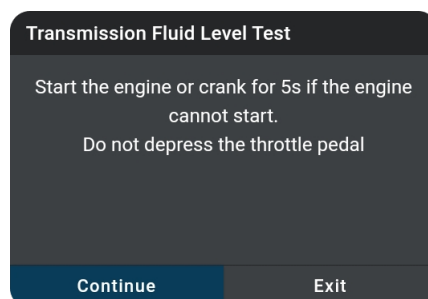 Transmission Fluid Level Test
Start the engine or crank for 5s if the engine
cannot start.
Do not depress the throttle pedal
Continue
Exit